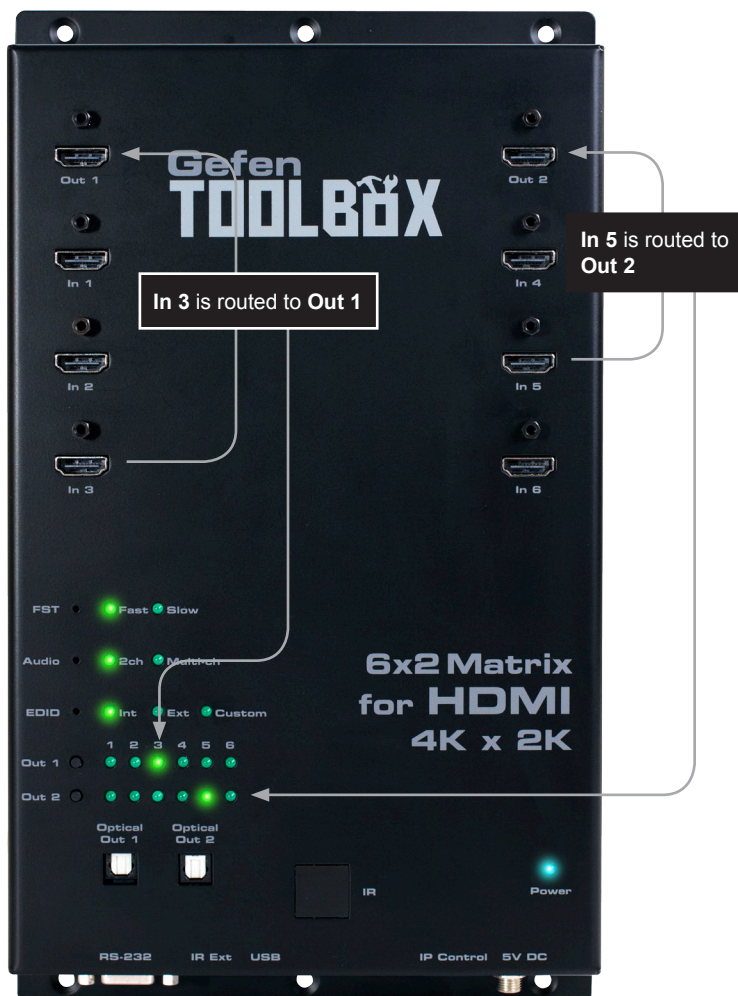 Gefen
TOOLBOX
Out 1
Out 2
In 5 is routed to
Out 2
In 1
In 4
In 3 is routed to Out 1
In 2
In 5
In 3
In 6
FST
Fast
Slow
Audio
2ch
Multi-ch
6x2 Matrix
for HDMI
4K x 2K
EDID
Int
Ext
Custom
1 2 3 4 5 6
Out 1
Out 2
Optical
Out 1
Optical
Out 2
IR
Power
RS-232
IR Ext
USB
IP Control
5V DC